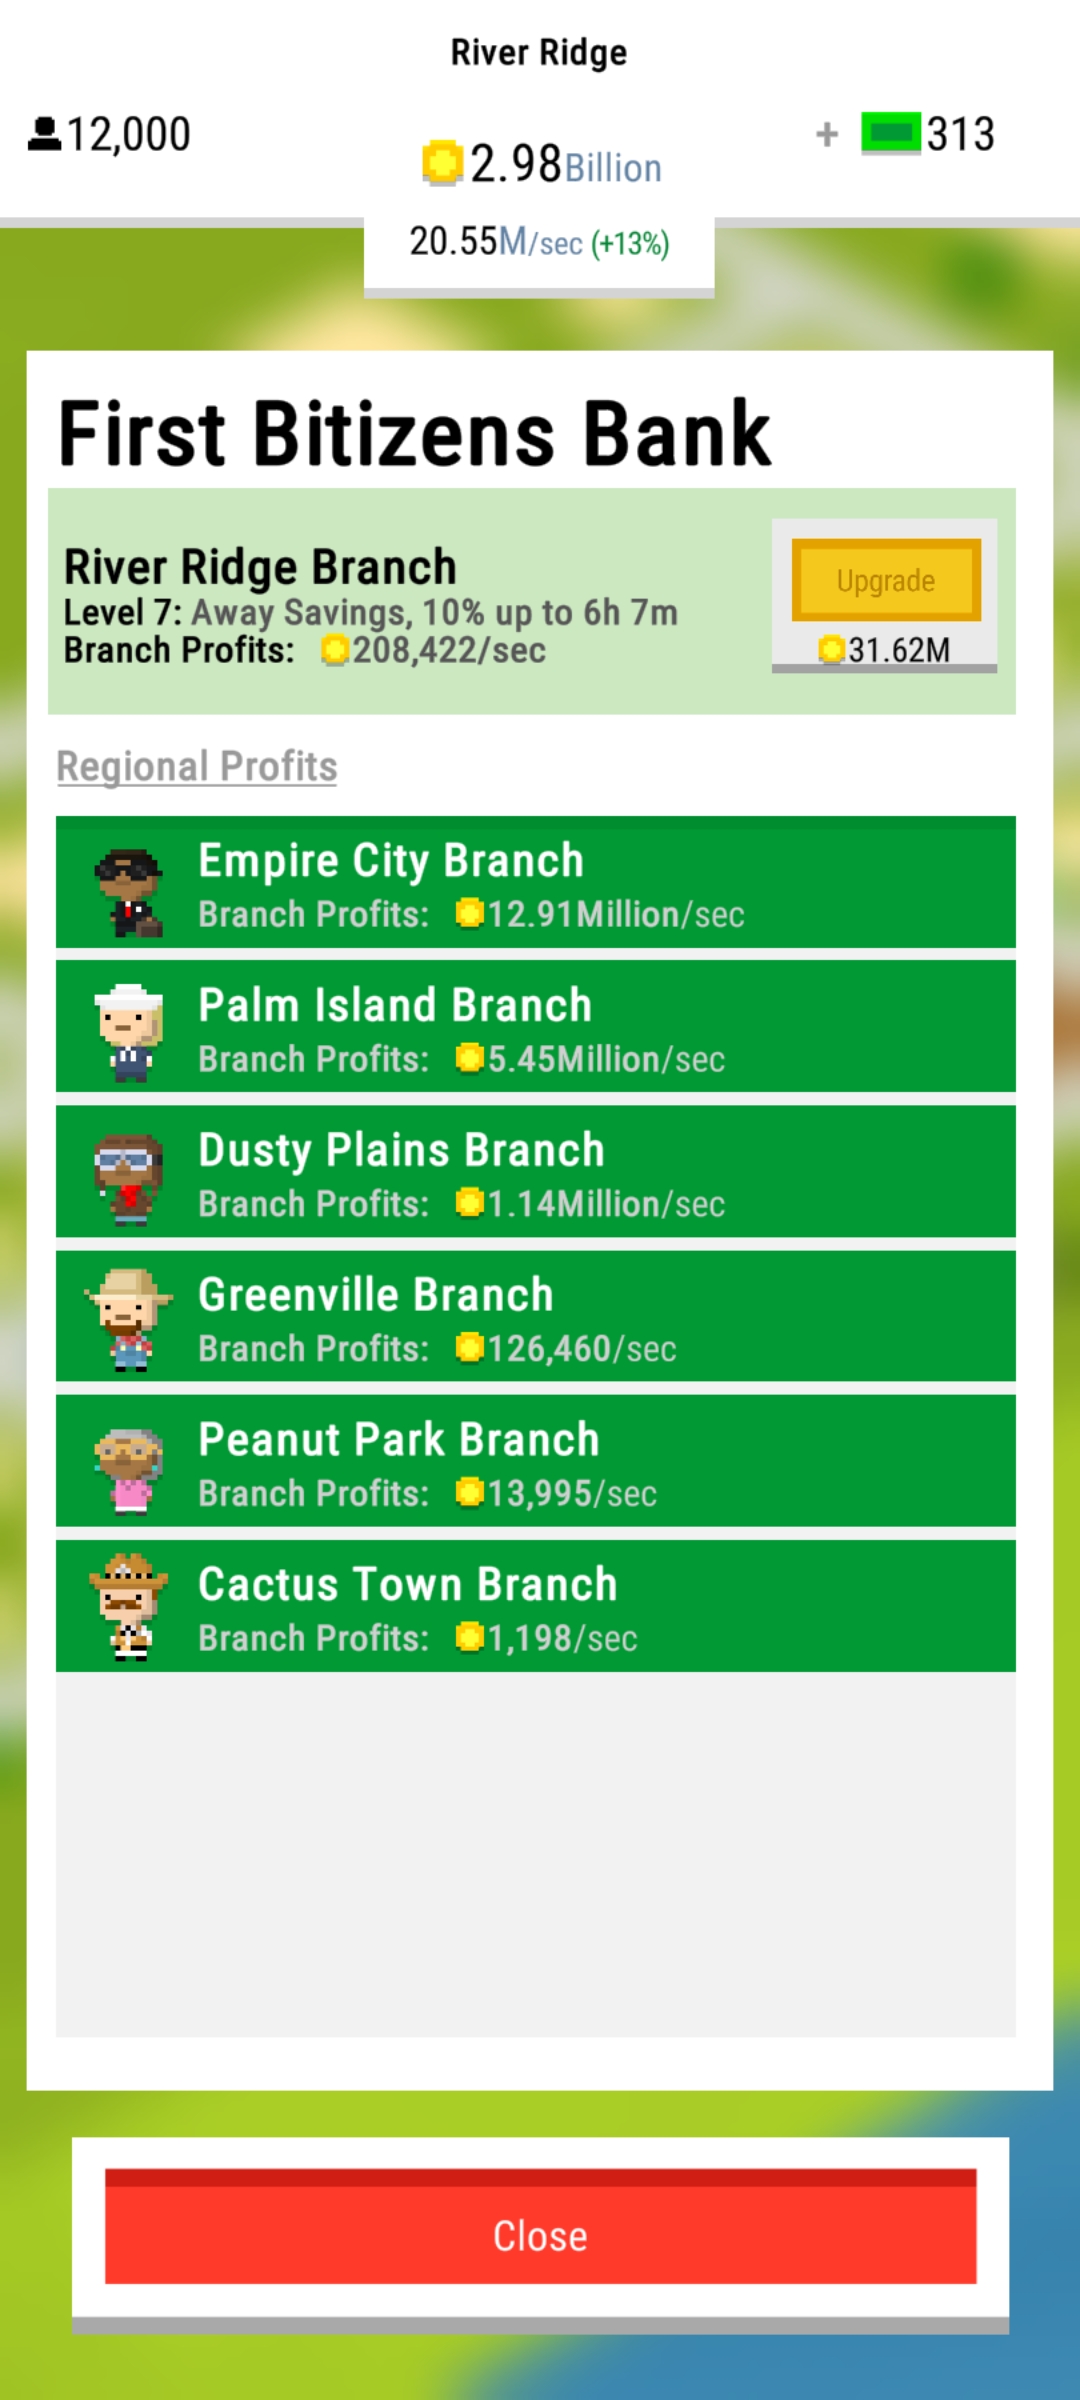 River Ridge
12,000
2.98Billion
+ 313
20.55M/sec (+13%)
First Bitizens Bank
River Ridge Branch
Level 7: Away Savings, 10% up to 6h 7m
Branch Profits: 208,422/sec
Upgrade
31.62M
Regional Profits
Empire City Branch
Branch Profits: 12.91Million/sec
Palm Island Branch
Branch Profits: 5.45Million/sec
Dusty Plains Branch
Branch Profits: 1.14Million/sec
Greenville Branch
Branch Profits: 126,460/sec
Peanut Park Branch
Branch Profits: 13,995/sec
Cactus Town Branch
Branch Profits: 1,198/sec
Close